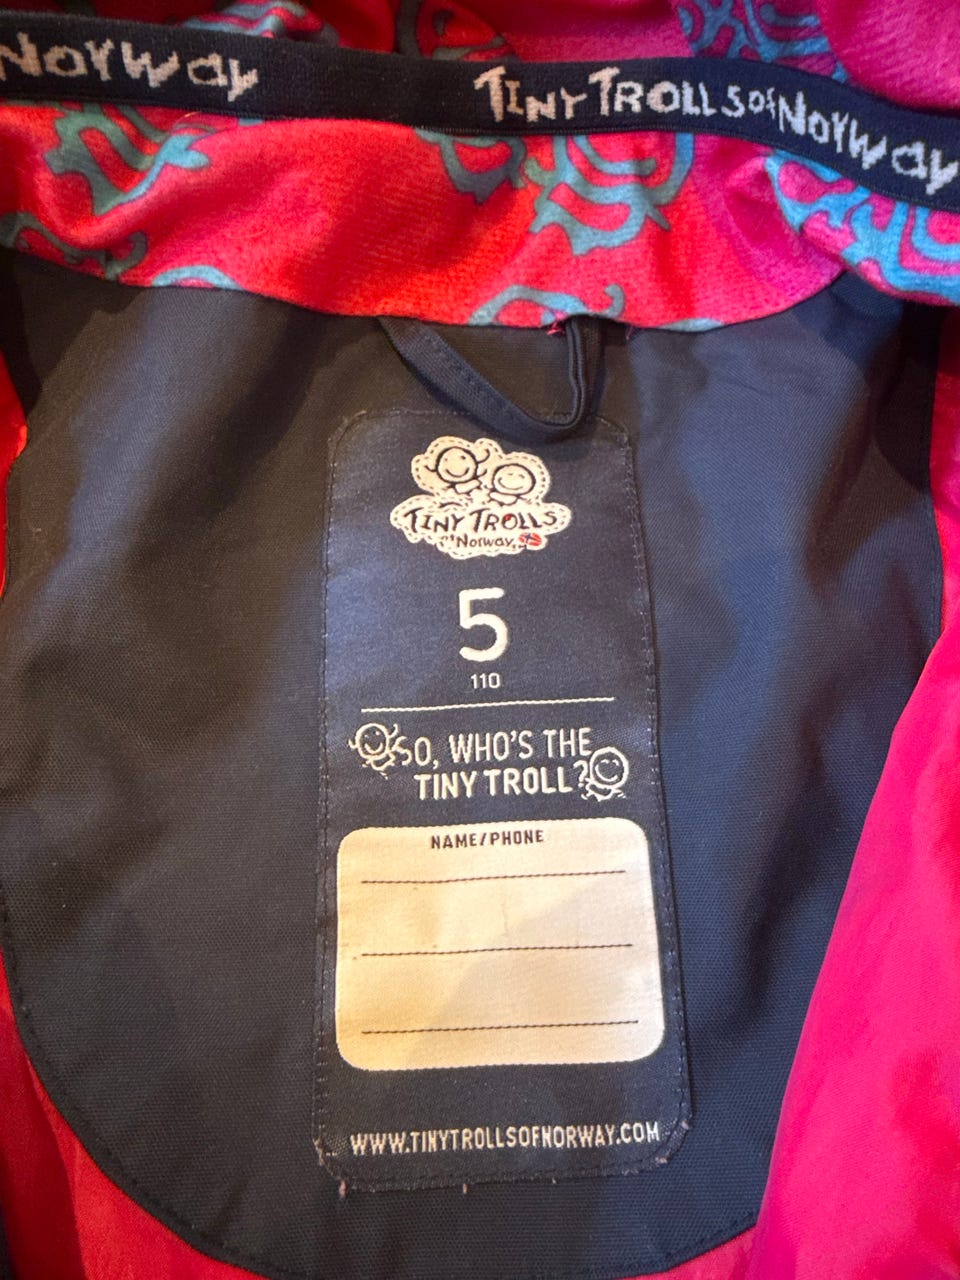 Norway
Tiny Trolls of Norway
Tiny Trolls
of Norway
5
110
SO, WHO'S THE
TINY TROLL?
NAME/PHONE
WWW.TINYTROLLSOFNORWAY.COM